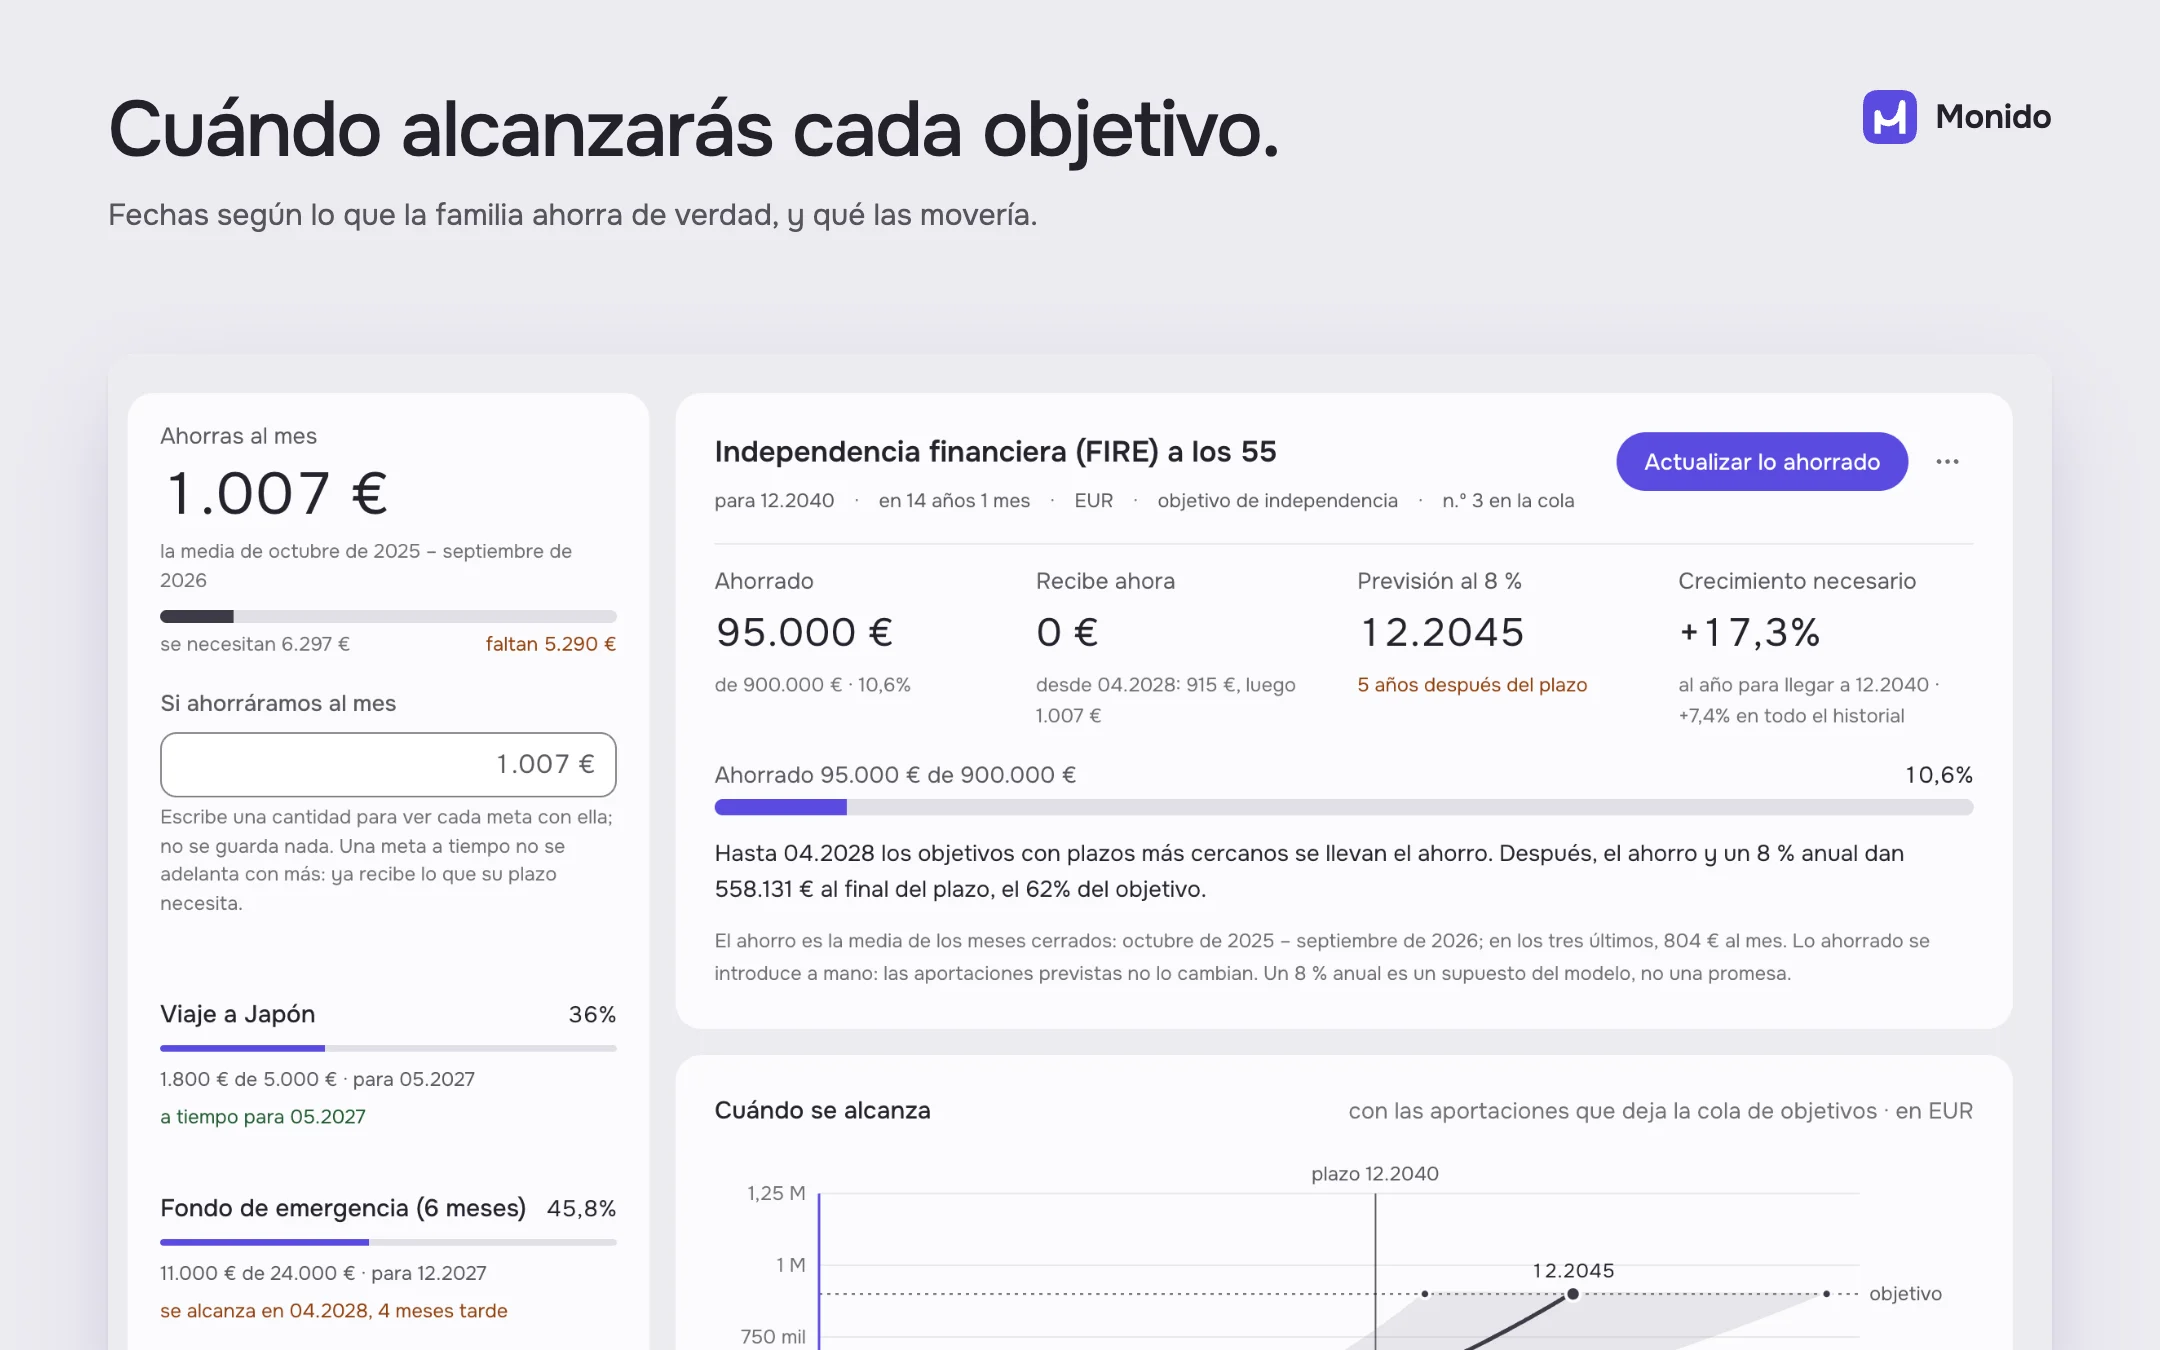 Cuándo alcanzarás cada objetivo.
Monido
Fechas según lo que la familia ahorra de verdad, y qué las movería.
Ahorras al mes
1.007 €
la media de octubre de 2025 – septiembre de
2026
se necesitan 6.297 €
faltan 5.290 €
Si ahorráramos al mes
1.007 €
Escribe una cantidad para ver cada meta con ella;
no se guarda nada. Una meta a tiempo no se
adelanta con más: ya recibe lo que su plazo
necesita.
Viaje a Japón 36%
1.800 € de 5.000 € · para 05.2027
a tiempo para 05.2027
Fondo de emergencia (6 meses) 45,8%
11.000 € de 24.000 € · para 12.2027
se alcanza en 04.2028, 4 meses tarde
Independencia financiera (FIRE) a los 55
Actualizar lo ahorrado
para 12.2040 · en 14 años 1 mes · EUR · objetivo de independencia · n.º 3 en la cola
Ahorrado
95.000 €
de 900.000 € · 10,6%
Recibe ahora
0 €
desde 04.2028: 915 €, luego
1.007 €
Previsión al 8 %
12.2045
5 años después del plazo
Crecimiento necesario
+17,3%
al año para llegar a 12.2040 ·
+7,4% en todo el historial
Ahorrado 95.000 € de 900.000 € 10,6%
Hasta 04.2028 los objetivos con plazos más cercanos se llevan el ahorro. Después, el ahorro y un 8 % anual dan
558.131 € al final del plazo, el 62% del objetivo.
El ahorro es la media de los meses cerrados: octubre de 2025 – septiembre de 2026; en los tres últimos, 804 € al mes. Lo ahorrado se
introduce a mano: las aportaciones previstas no lo cambian. Un 8 % anual es un supuesto del modelo, no una promesa.
Cuándo se alcanza
con las aportaciones que deja la cola de objetivos · en EUR
plazo 12.2040
1,25 M
1 M
12.2045
objetivo
750 mil